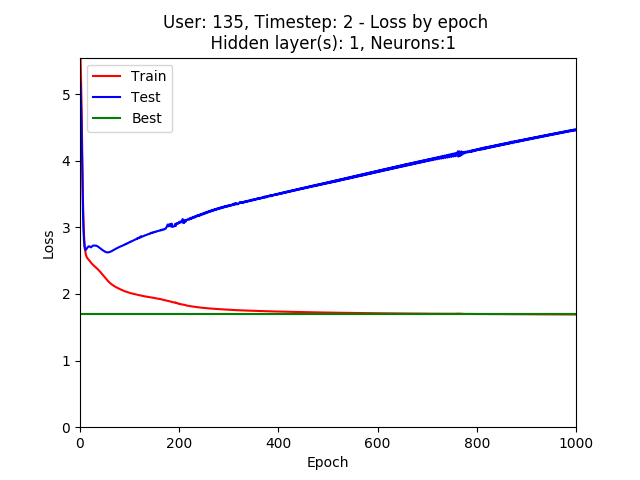 User: 135, Timestep: 2 - Loss by epoch
Hidden layer(s): 1, Neurons:1
Train
Test
Best
5
4
3
2
1
0
Loss
0 200 400 600 800 1000
Epoch